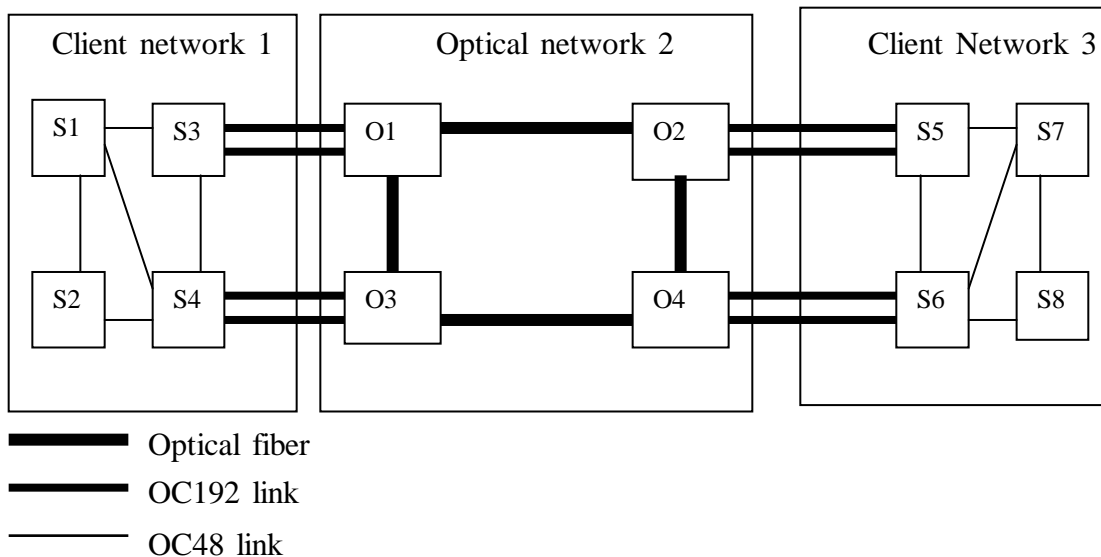 Client network 1
Optical network 2
Client Network 3
S1
S3
O1
O2
S5
S7
S2
S4
O3
O4
S6
S8
Optical fiber
OC192 link
OC48 link